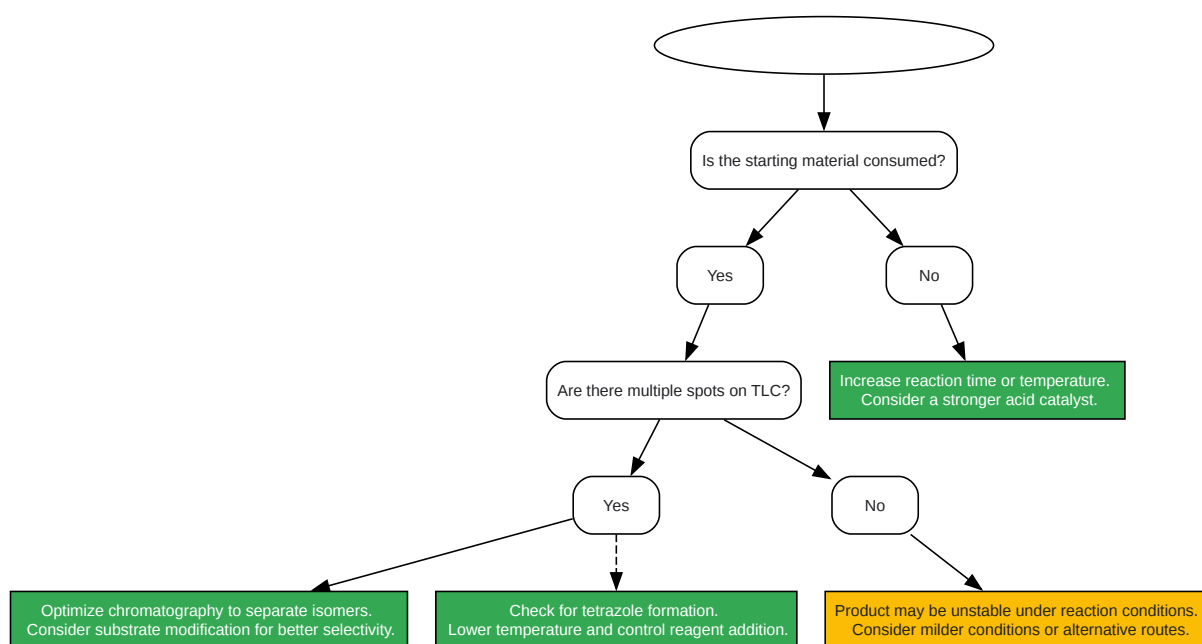 Is the starting material consumed?
Yes
No
Are there multiple spots on TLC?
Increase reaction time or temperature.
Consider a stronger acid catalyst.
Yes
No
Optimize chromatography to separate isomers.
Consider substrate modification for better selectivity.
Check for tetrazole formation.
Lower temperature and control reagent addition.
Product may be unstable under reaction conditions.
Consider milder conditions or alternative routes.